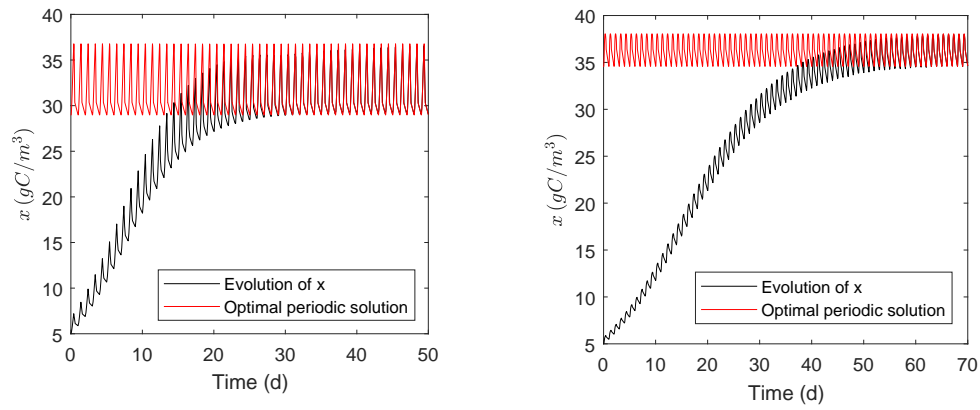 40
35
30
25
20
15
10
5
x (gC/m³)
0 10 20 30 40 50
Time (d)
Evolution of x
Optimal periodic solution
40
35
30
25
20
15
10
5
x (gC/m³)
0 10 20 30 40 50 60 70
Time (d)
Evolution of x
Optimal periodic solution